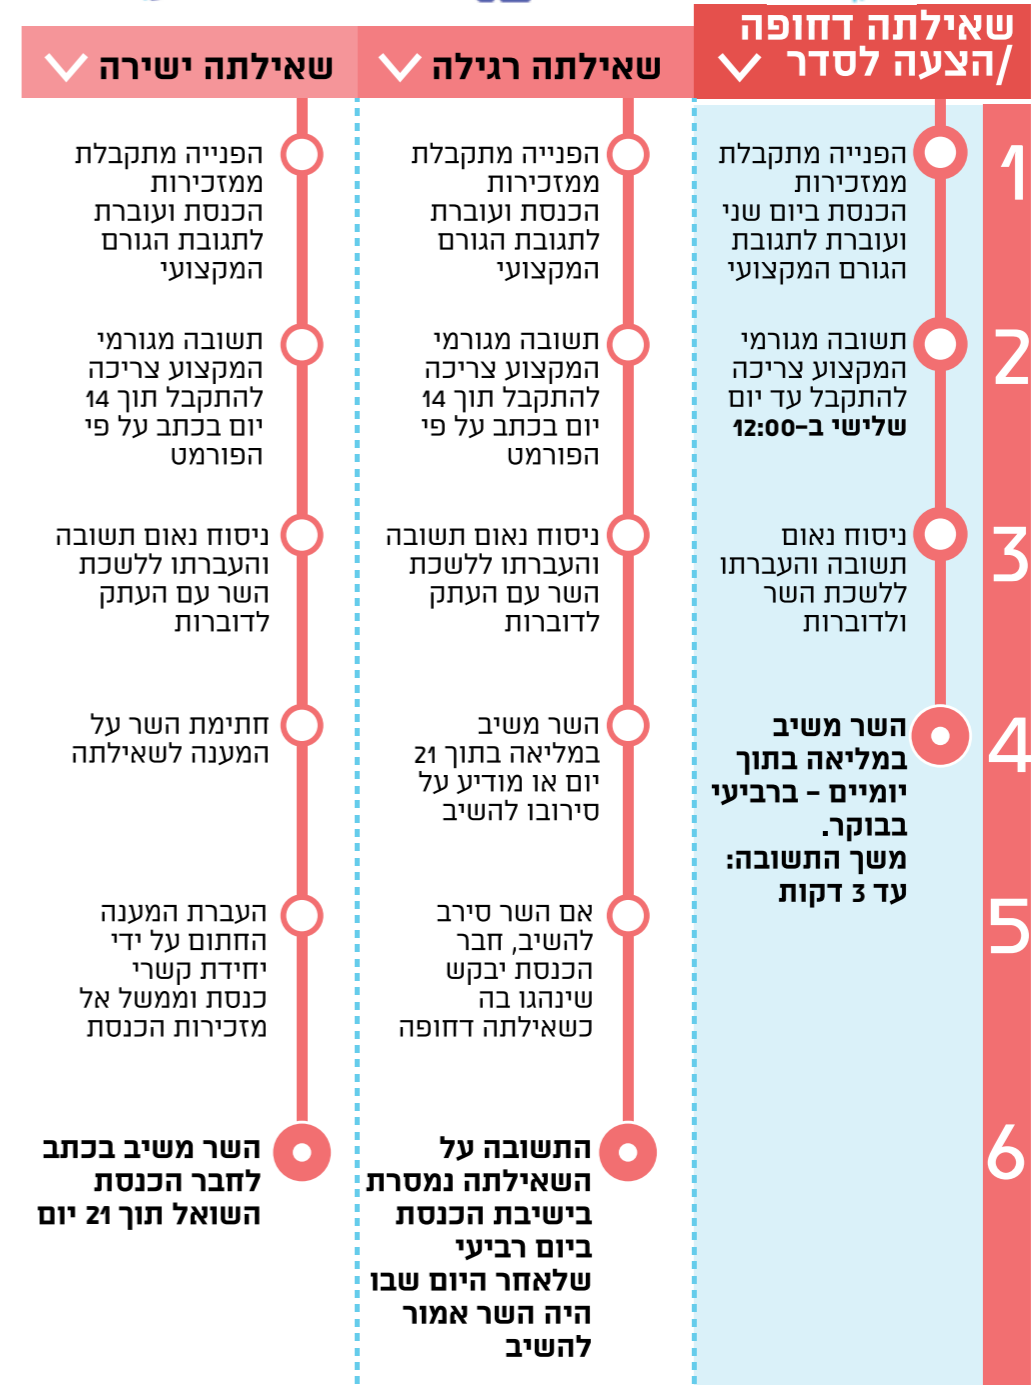 שאילתה דחופה
/הצעה לסדר
שאילתה רגילה
שאילתה ישירה
1
הפנייה מתקבלת
ממזכירות
הכנסת ביום שני
ועוברת לתגובת
הגורם המקצועי
הפנייה מתקבלת
ממזכירות
הכנסת ועוברת
לתגובת הגורם
המקצועי
הפנייה מתקבלת
ממזכירות
הכנסת ועוברת
לתגובת הגורם
המקצועי
2
תשובה מגורמי
המקצוע צריכה
להתקבל עד יום
שלישי ב-12:00
תשובה מגורמי
המקצוע צריכה
להתקבל תוך 14
יום בכתב על פי
הפורמט
תשובה מגורמי
המקצוע צריכה
להתקבל תוך 14
יום בכתב על פי
הפורמט
3
ניסוח נאום
תשובה והעברתו
ללשכת השר
ולדוברות
ניסוח נאום תשובה
והעברתו ללשכת
השר עם העתק
לדוברות
ניסוח נאום תשובה
והעברתו ללשכת
השר עם העתק
לדוברות
4
השר משיב
במליאה בתוך
יומיים - ברביעי
בבוקר.
משך התשובה:
עד 3 דקות
השר משיב
במליאה בתוך 21
יום או מודיע על
סירובו להשיב
חתימת השר על
המענה לשאילתה
5
אם השר סירב
להשיב, חבר
הכנסת יבקש
שינהגו בה
כשאילתה דחופה
העברת המענה
החתום על ידי
יחידת קשרי
כנסת וממשל אל
מזכירות הכנסת
6
התשובה על
השאילתה נמסרת
בישיבת הכנסת
ביום רביעי
שלאחר היום שבו
היה השר אמור
להשיב
השר משיב בכתב
לחבר הכנסת
השואל תוך 21 יום